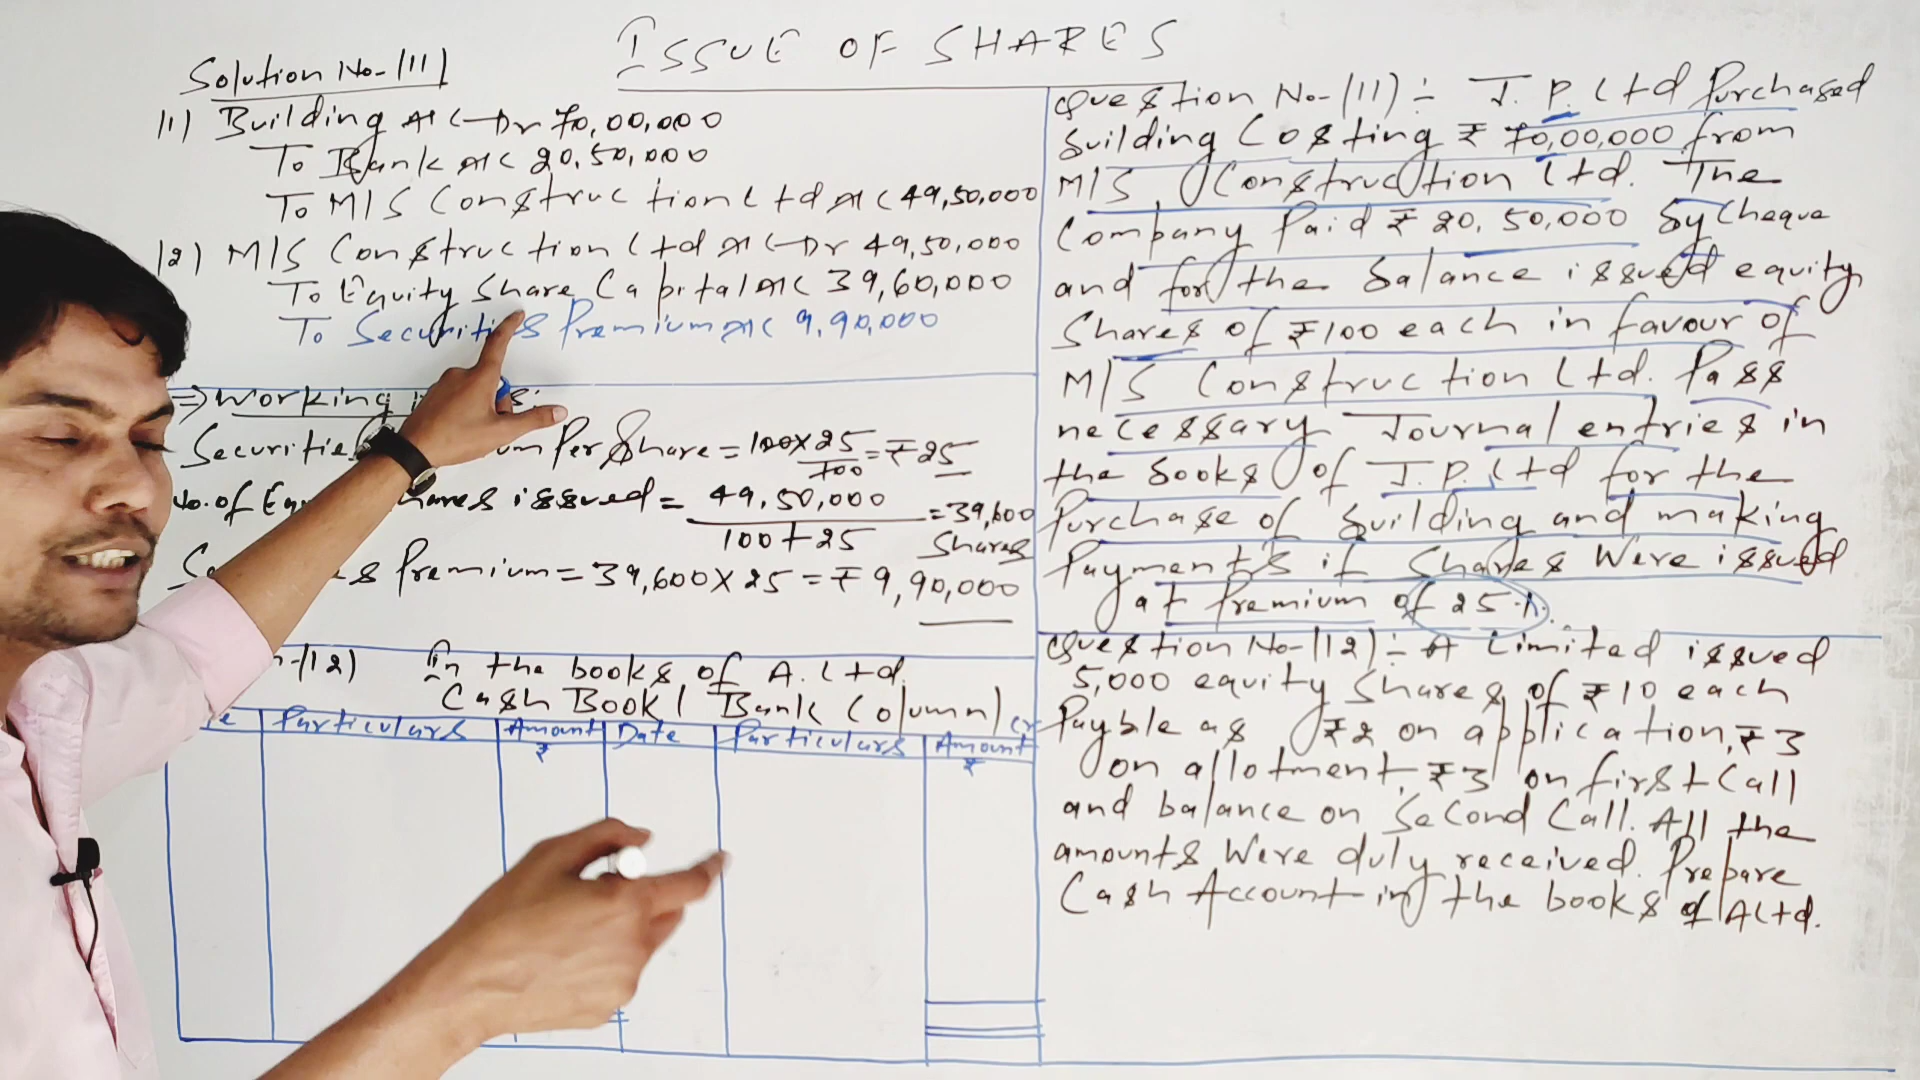 ISSUE OF SHARES
Solution No-(11)
(1) Building A/C-Dr 70,00,000
To Bank A/C 20,50,000
To M/S Construction Ltd A/C 49,50,000
(2) M/S Construction Ltd A/C-Dr 49,50,000
To Equity Share Capital A/C 39,60,000
To Securities Premium A/C 9,90,000
⇒ Working
Per Share = 100×25/100 = ₹25
No. of issued = 49,50,000/100+25 = 39,600 Shares
Premium = 39,600×25 = ₹9,90,000
(12) In the books of A. Ltd.
Cash Book (Bank Column) Cr
Particulars Amount ₹ Date Particulars Amount ₹
Question No-(11):- J.P. Ltd Purchased
building Costing ₹ 70,00,000 from
M/S Construction Ltd. The
Company Paid ₹ 20,50,000 by Cheque
and for the balance issued equity
Shares of ₹100 each in favour of
M/S Construction Ltd. Pass
necessary Journal entries in
the books of J.P. Ltd for the
Purchase of building and making
Payments if Shares Were issued
at Premium of 25%.
Question No-(12):- A Limited issued
5,000 equity Shares of ₹10 each
Payble as ₹2 on application, ₹3
on allotment, ₹3 on first Call
and balance on Second Call. All the
amounts Were duly received. Prepare
Cash Account in the books of A Ltd.